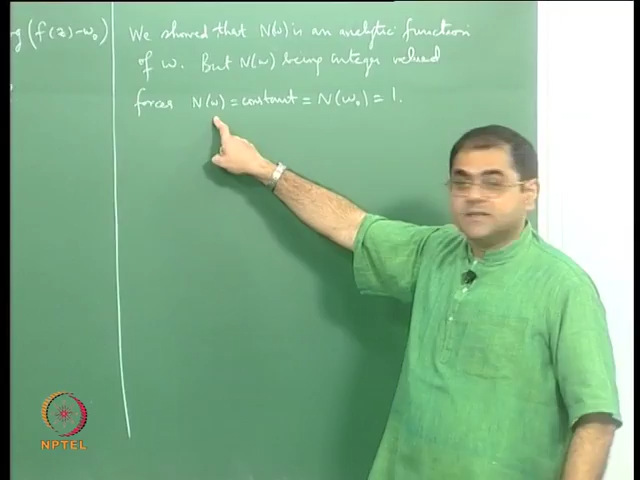 g(f(z)-w₀)
We showed that N(w) is an analytic function
of w. But N(w) being integer valued
forces N(w) = constant = N(w₀) = 1.
NPTEL